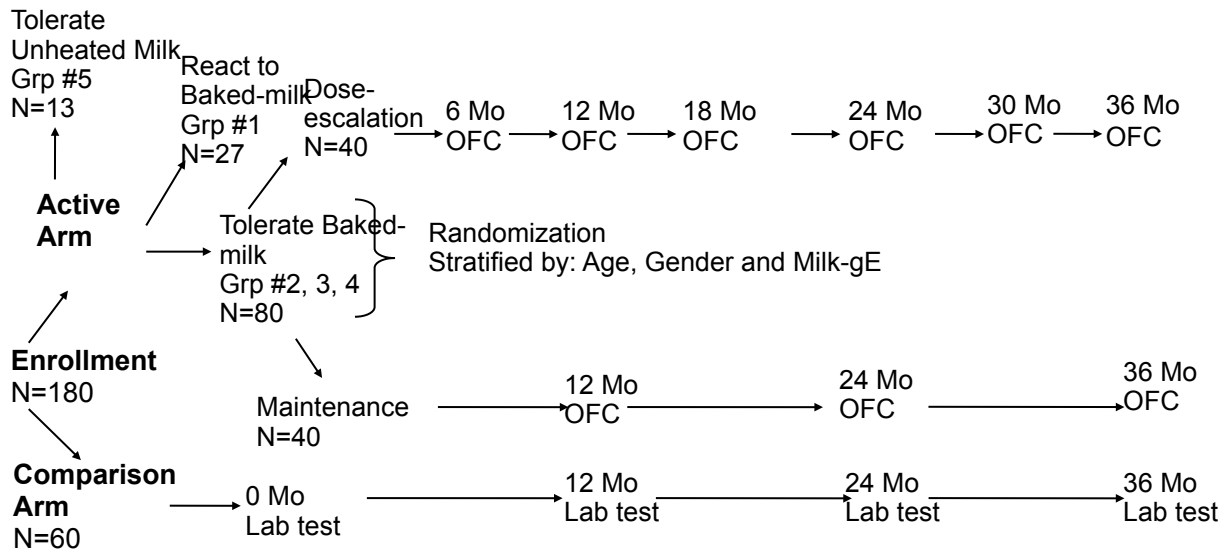 Tolerate
Unheated Milk
Grp #5
N=13
React to
Baked-milk
Grp #1
N=27
Dose-
escalation
N=40
6 Mo
OFC
12 Mo
OFC
18 Mo
OFC
24 Mo
OFC
30 Mo
OFC
36 Mo
OFC
Active
Arm
Tolerate Baked-
milk
Grp #2, 3, 4
N=80
Randomization
Stratified by: Age, Gender and Milk-gE
Enrollment
N=180
Maintenance
N=40
12 Mo
OFC
24 Mo
OFC
36 Mo
OFC
Comparison
Arm
N=60
0 Mo
Lab test
12 Mo
Lab test
24 Mo
Lab test
36 Mo
Lab test